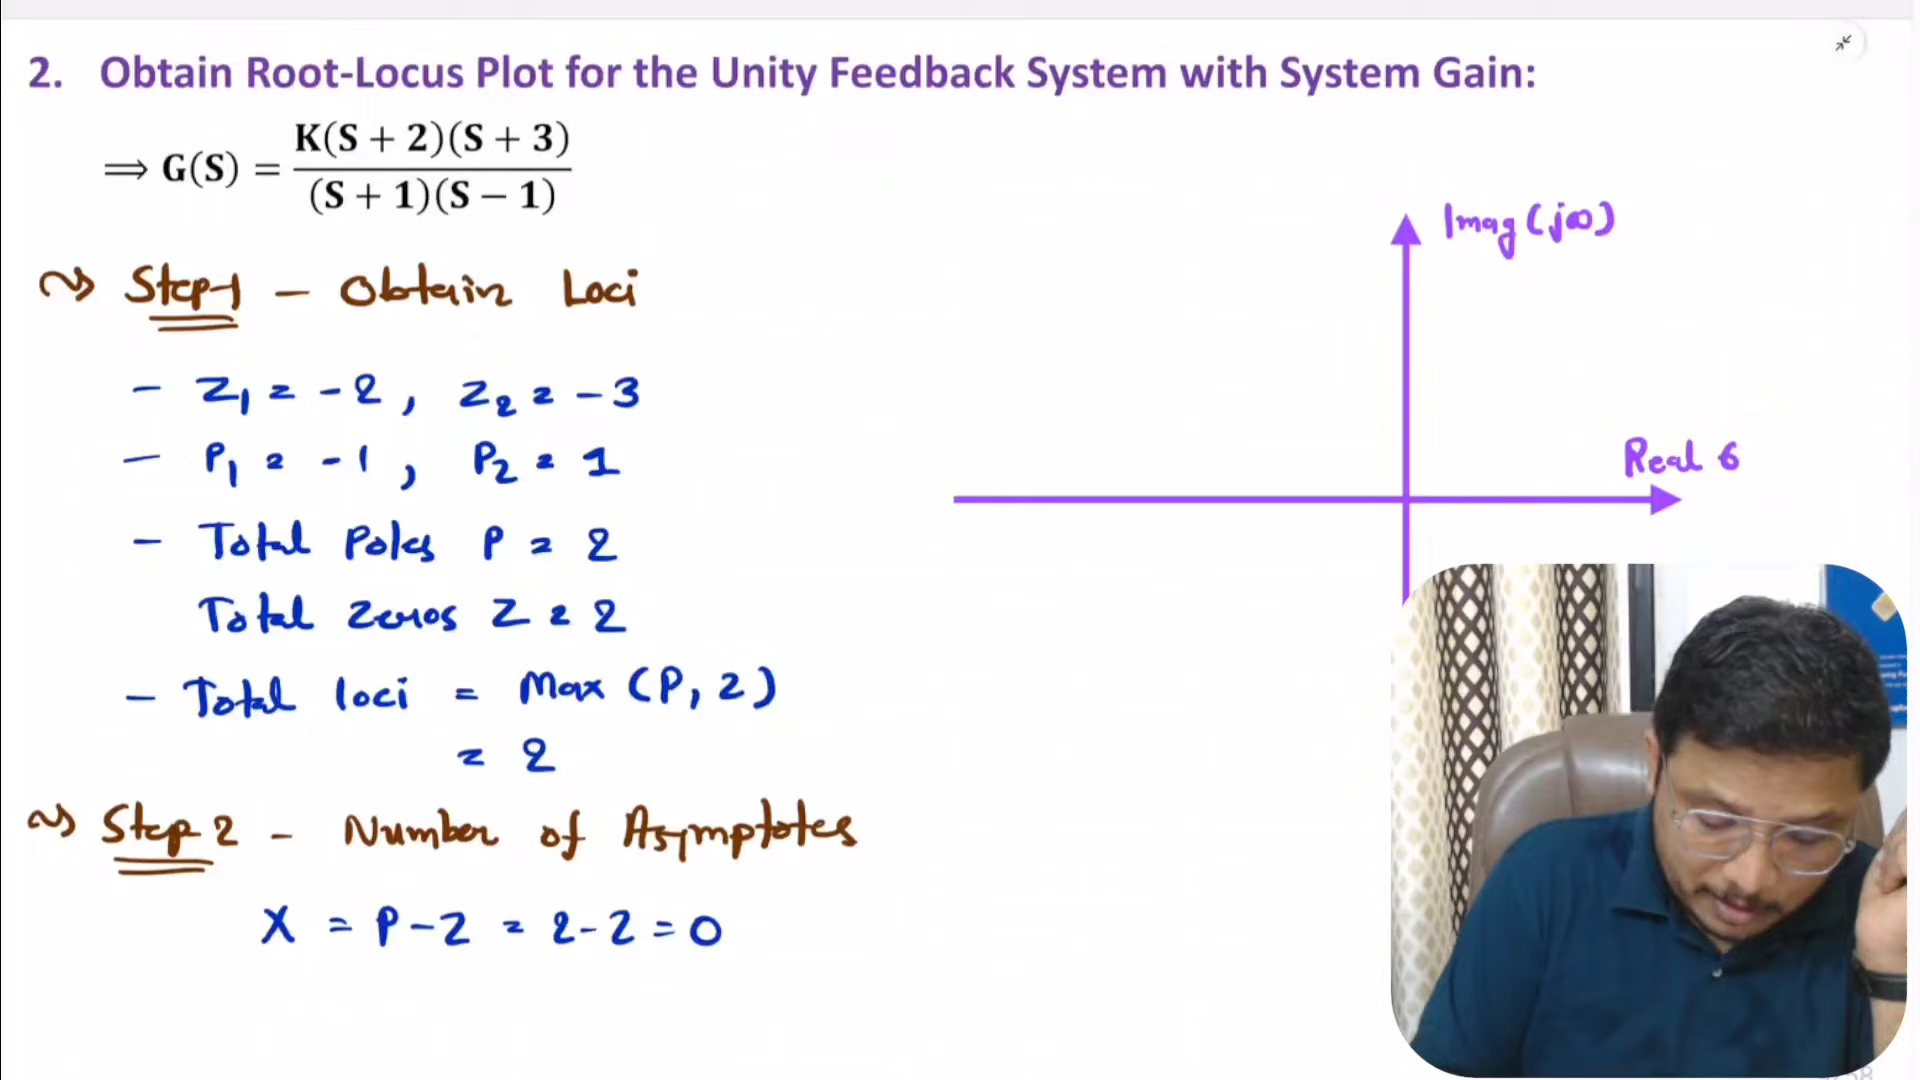 2. Obtain Root-Locus Plot for the Unity Feedback System with System Gain:
⟹ G(S) = K(S + 2)(S + 3) / (S + 1)(S − 1)
Imag (jω)
Real σ
Step-1 - Obtain Loci
- Z1 = -2, Z2 = -3
- P1 = -1, P2 = 1
- Total Poles P = 2
Total Zeros Z = 2
- Total loci = Max (P, Z)
= 2
Step 2 - Number of Asymptotes
X = P - Z = 2 - 2 = 0